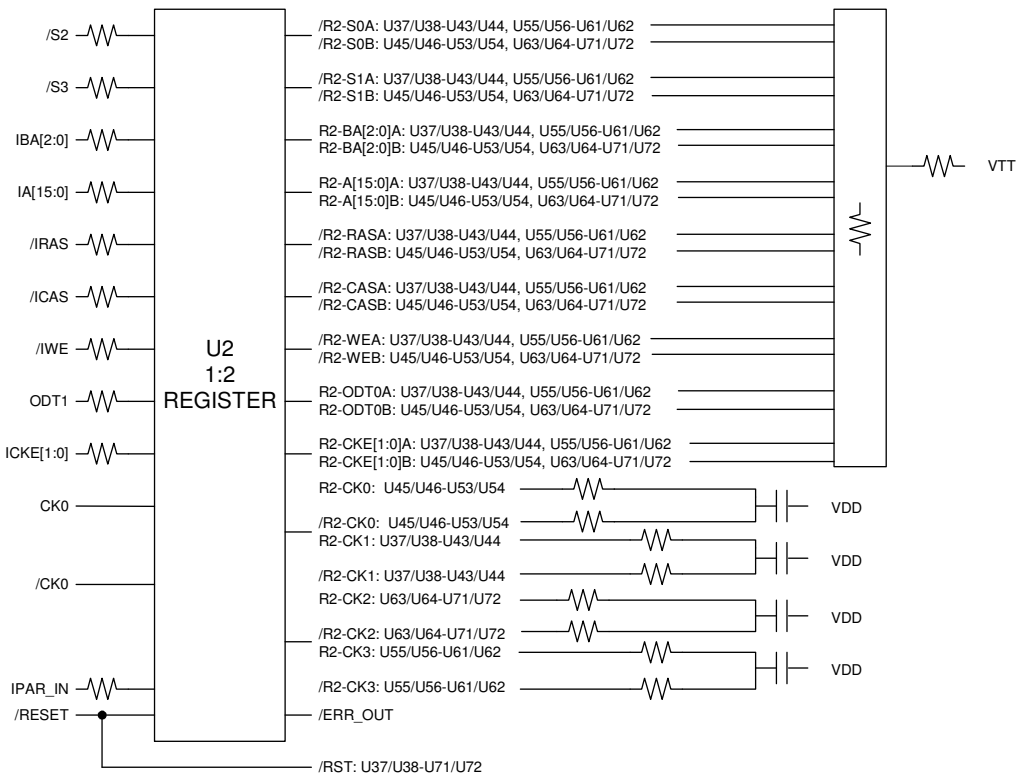 /S2
/S3
IBA[2:0]
IA[15:0]
/IRAS
/ICAS
/IWE
ODT1
ICKE[1:0]
CK0
/CK0
IPAR_IN
/RESET
U2
1:2
REGISTER
/R2-S0A: U37/U38-U43/U44, U55/U56-U61/U62
/R2-S0B: U45/U46-U53/U54, U63/U64-U71/U72
/R2-S1A: U37/U38-U43/U44, U55/U56-U61/U62
/R2-S1B: U45/U46-U53/U54, U63/U64-U71/U72
R2-BA[2:0]A: U37/U38-U43/U44, U55/U56-U61/U62
R2-BA[2:0]B: U45/U46-U53/U54, U63/U64-U71/U72
R2-A[15:0]A: U37/U38-U43/U44, U55/U56-U61/U62
R2-A[15:0]B: U45/U46-U53/U54, U63/U64-U71/U72
/R2-RASA: U37/U38-U43/U44, U55/U56-U61/U62
/R2-RASB: U45/U46-U53/U54, U63/U64-U71/U72
/R2-CASA: U37/U38-U43/U44, U55/U56-U61/U62
/R2-CASB: U45/U46-U53/U54, U63/U64-U71/U72
/R2-WEA: U37/U38-U43/U44, U55/U56-U61/U62
/R2-WEB: U45/U46-U53/U54, U63/U64-U71/U72
R2-ODT0A: U37/U38-U43/U44, U55/U56-U61/U62
R2-ODT0B: U45/U46-U53/U54, U63/U64-U71/U72
R2-CKE[1:0]A: U37/U38-U43/U44, U55/U56-U61/U62
R2-CKE[1:0]B: U45/U46-U53/U54, U63/U64-U71/U72
R2-CK0: U45/U46-U53/U54
/R2-CK0: U45/U46-U53/U54
R2-CK1: U37/U38-U43/U44
/R2-CK1: U37/U38-U43/U44
R2-CK2: U63/U64-U71/U72
/R2-CK2: U63/U64-U71/U72
R2-CK3: U55/U56-U61/U62
/R2-CK3: U55/U56-U61/U62
/ERR_OUT
/RST: U37/U38-U71/U72
VTT
VDD
VDD
VDD
VDD